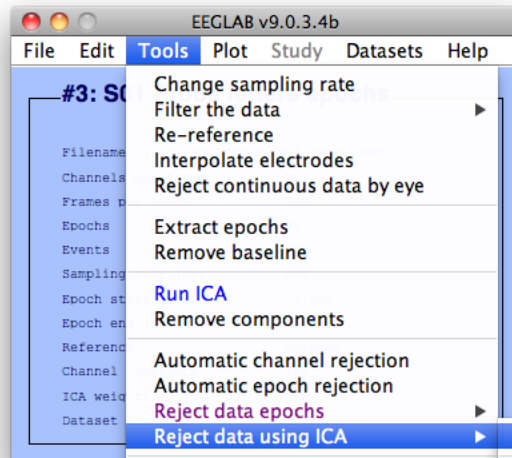 EEGLAB v9.0.3.4b
File Edit Tools Plot Study Datasets Help
#3: S01 epochs
Change sampling rate
Filter the data
Re-reference
Interpolate electrodes
Reject continuous data by eye
Extract epochs
Remove baseline
Run ICA
Remove components
Automatic channel rejection
Automatic epoch rejection
Reject data epochs
Reject data using ICA
Filename
Channels
Frames p
Epochs
Events
Sampling
Epoch st
Epoch en
Referenc
Channel
ICA weig
Dataset